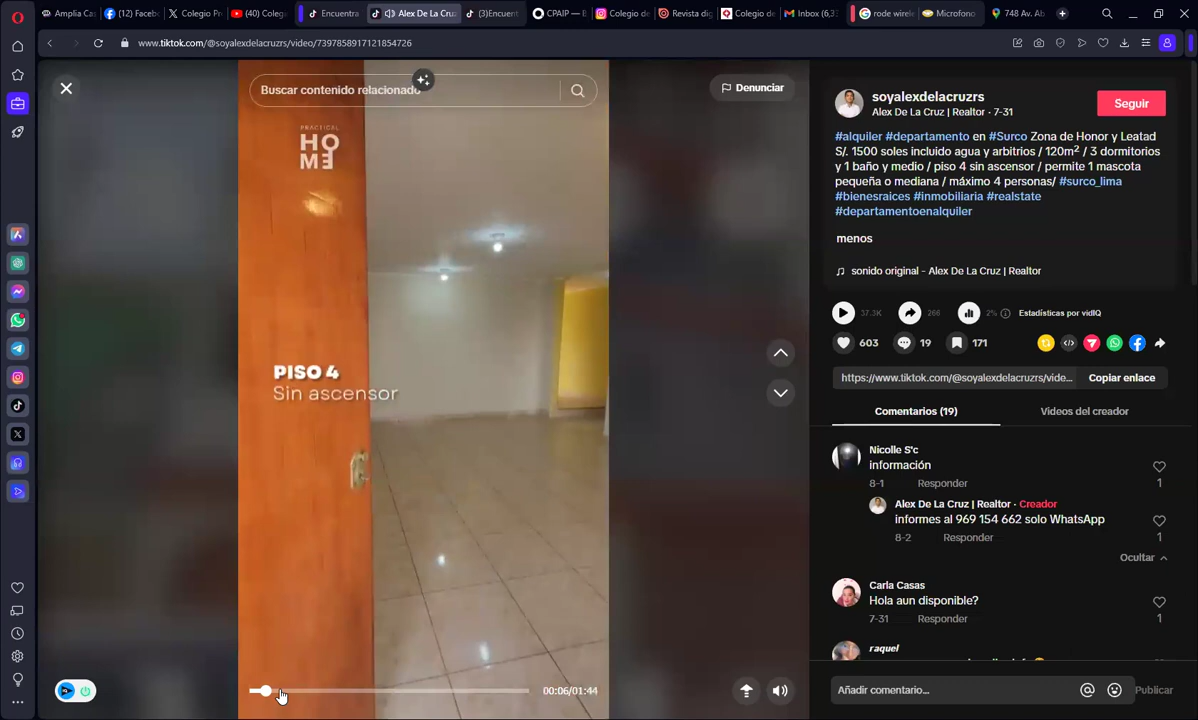 Amplia Cas
(12) Faceb
Colegio Pr
(40) Coleg
Encuentra
Alex De La Cruz
(3)Encuent
CPAIP —
Colegio de
Revista dig
Colegio de
Inbox (6,3
rode wirele
Microfono
748 Av. Ab
www.tiktok.com/@soyalexdelacruzrs/video/7397858917121854726
Buscar contenido relacionado
Denunciar
PRACTICAL
HO
ME
PISO 4
Sin ascensor
00:06/01:44
soyalexdelacruzrs
Alex De La Cruz | Realtor · 7-31
Seguir
#alquiler #departamento en #Surco Zona de Honor y Leatad
S/. 1500 soles incluido agua y arbitrios / 120m² / 3 dormitorios
y 1 baño y medio / piso 4 sin ascensor / permite 1 mascota
pequeña o mediana / máximo 4 personas/ #surco_lima
#bienesraices #inmobiliaria #realstate
#departamentoenalquiler
menos
sonido original - Alex De La Cruz | Realtor
37.3K
266
2%
Estadísticas por vidIQ
603
19
171
https://www.tiktok.com/@soyalexdelacruzrs/vide...
Copiar enlace
Comentarios (19)
Videos del creador
Nicolle S'c
información
8-1
Responder
1
Alex De La Cruz | Realtor · Creador
informes al 969 154 662 solo WhatsApp
8-2
Responder
1
Ocultar
Carla Casas
Hola aun disponible?
7-31
Responder
1
raquel
Añadir comentario...
Publicar